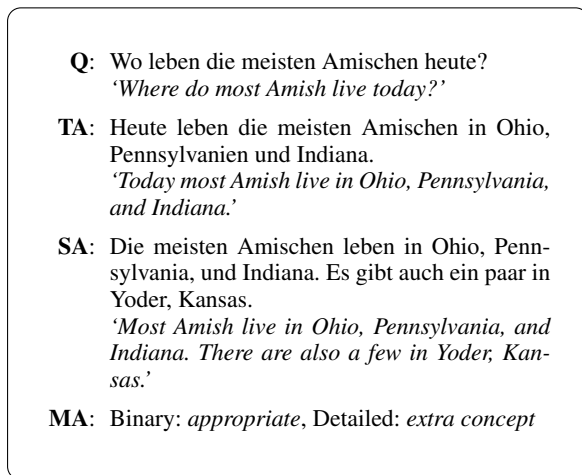 Q: Wo leben die meisten Amischen heute?
‘Where do most Amish live today?’
TA: Heute leben die meisten Amischen in Ohio,
Pennsylvanien und Indiana.
‘Today most Amish live in Ohio, Pennsylvania,
and Indiana.’
SA: Die meisten Amischen leben in Ohio, Penn-
sylvania, und Indiana. Es gibt auch ein paar in
Yoder, Kansas.
‘Most Amish live in Ohio, Pennsylvania, and
Indiana. There are also a few in Yoder, Kan-
sas.’
MA: Binary: appropriate, Detailed: extra concept